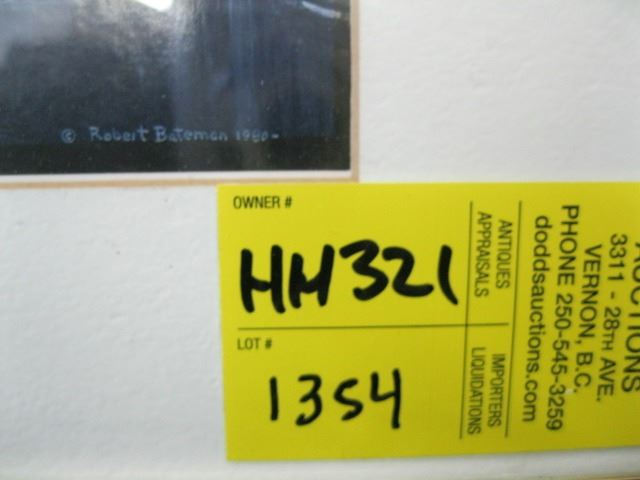 © Robert Bateman 1980-
OWNER #
HH321
LOT #
1354
ANTIQUES
APPRAISALS
IMPORTERS
LIQUIDATIONS
AUCTIONS
3311 - 28TH AVE.
VERNON, B.C.
PHONE 250-545-3259
doddsauctions.com